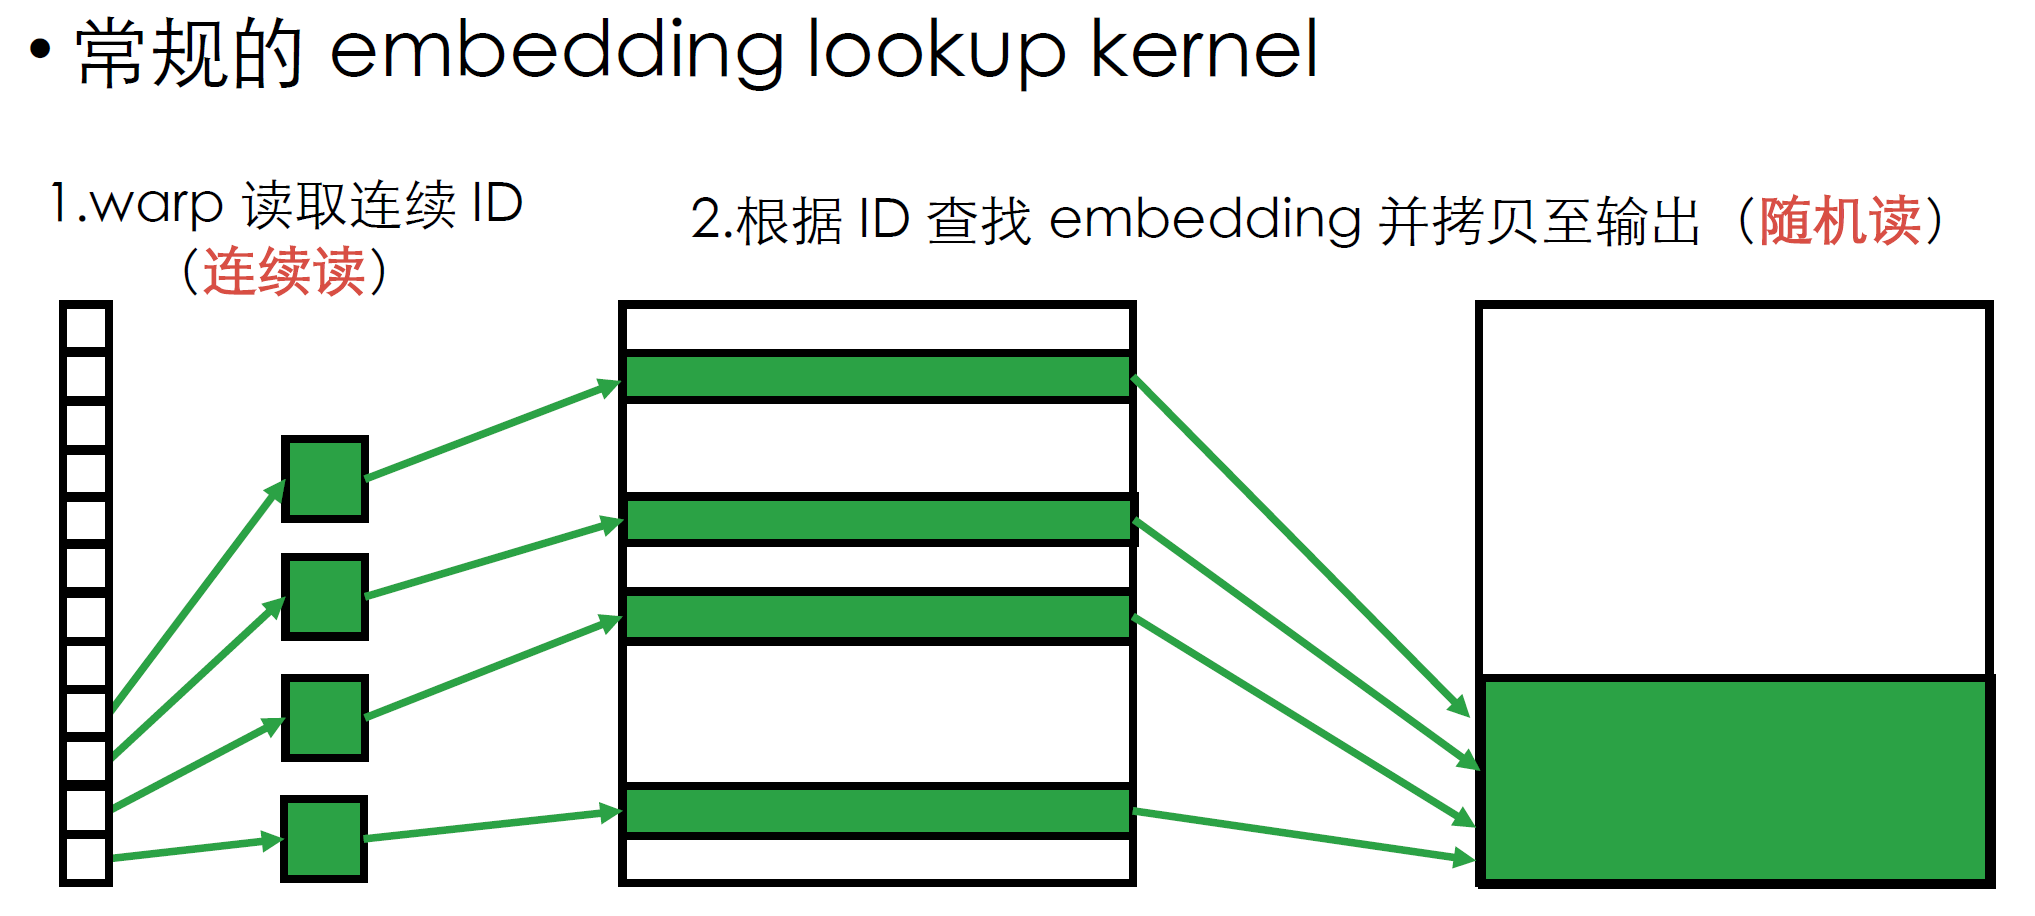 • 常规的 embedding lookup kernel
1.warp 读取连续 ID
（连续读）
2.根据 ID 查找 embedding 并拷贝至输出（随机读）